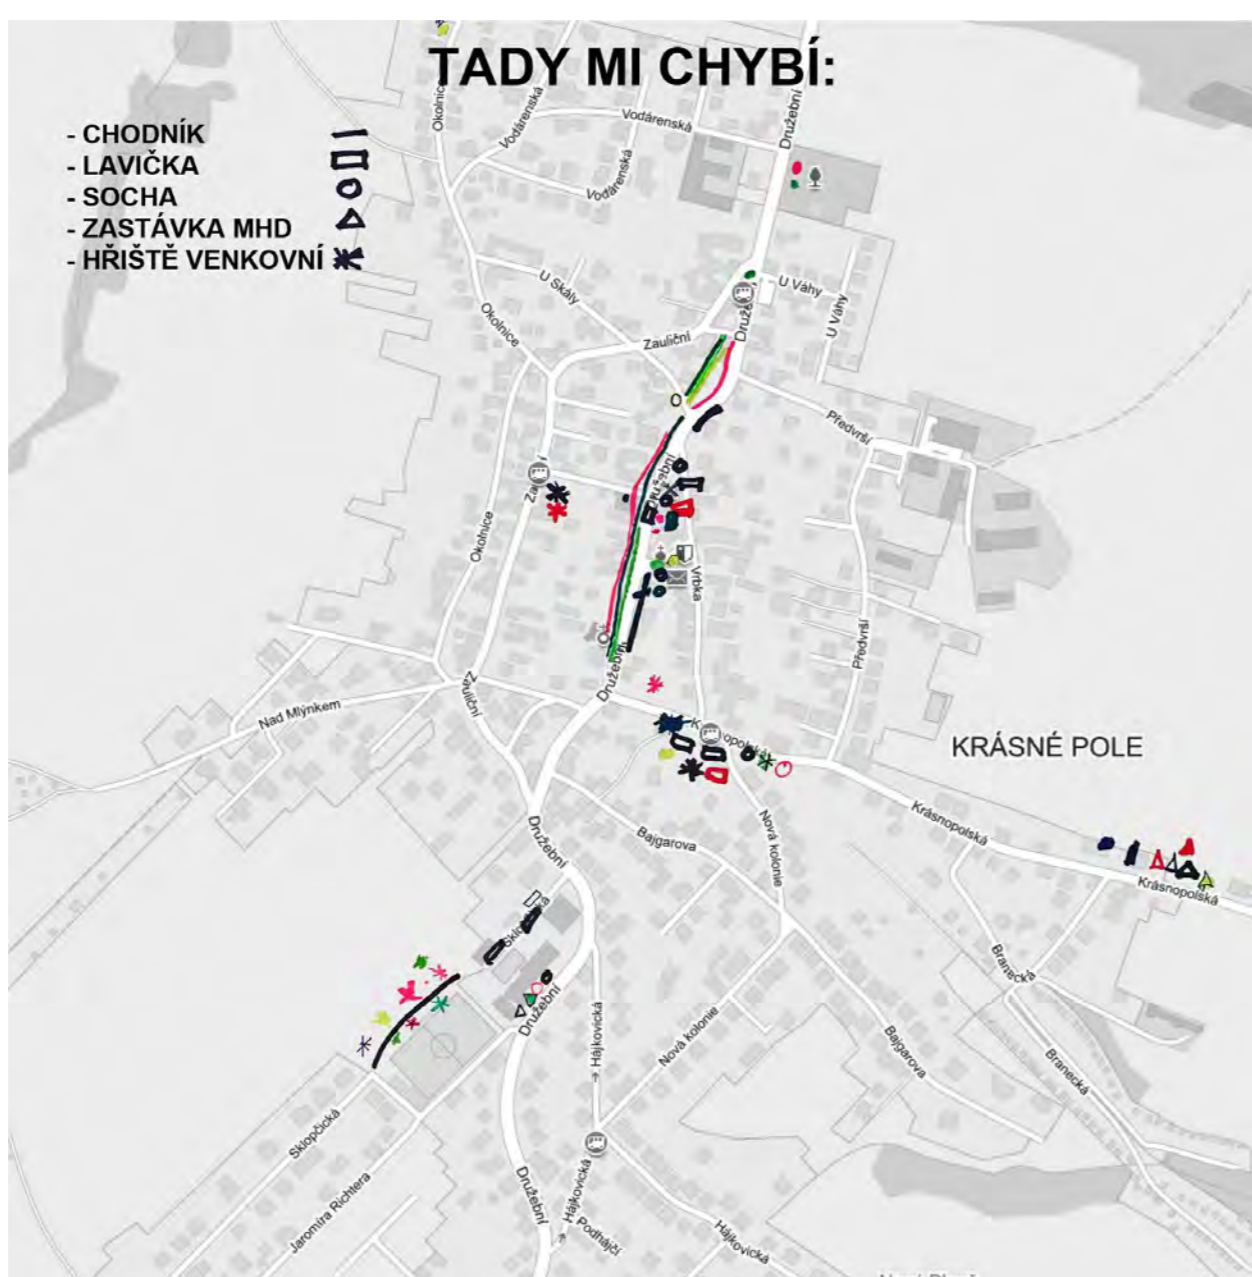 TADY MI CHYBÍ:
- CHODNÍK
- LAVIČKA
- SOCHA
- ZASTÁVKA MHD
- HŘIŠTĚ VENKOVNÍ
Okolnice
Vodárenská
Vodárenská
Vodárenská
Družební
U Skály
U Váhy
U Váhy
Okolnice
Zauliční
Předvrší
Družební
Okolnice
Vrbka
Předvrší
Družební
Zauliční
Nad Mlýnkem
KRÁSNÉ POLE
Krásnopolská
Krásnopolská
Nová kolonie
Bajgarova
Družební
Branecká
Družební
Hájkovická
Nová kolonie
Bajgarova
Branecká
Sklopčická
Jaromíra Richtera
Družební
Hájkovická
Podhájčí
Hájkovická